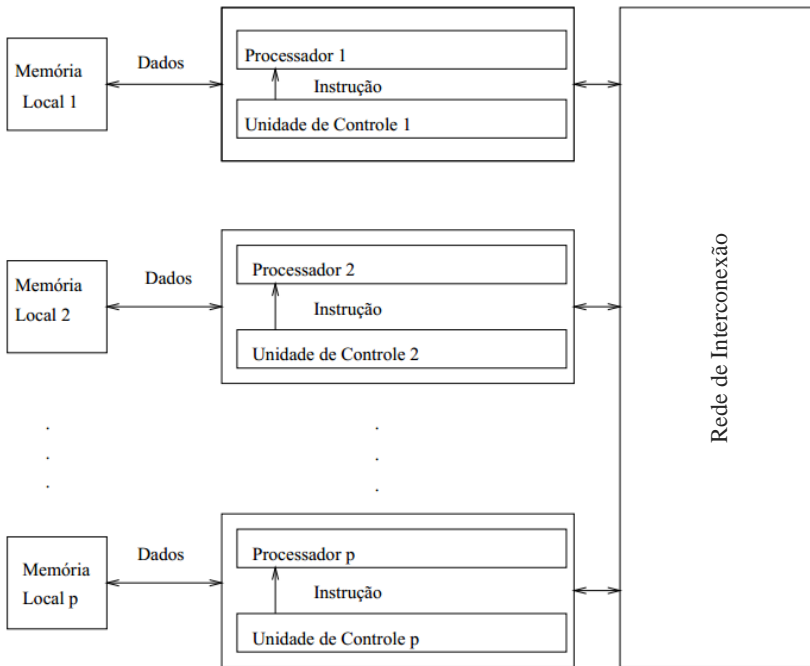 Memória
Local 1
Dados
Processador 1
Instrução
Unidade de Controle 1
Memória
Local 2
Dados
Processador 2
Instrução
Unidade de Controle 2
Memória
Local p
Dados
Processador p
Instrução
Unidade de Controle p
Rede de Interconexão